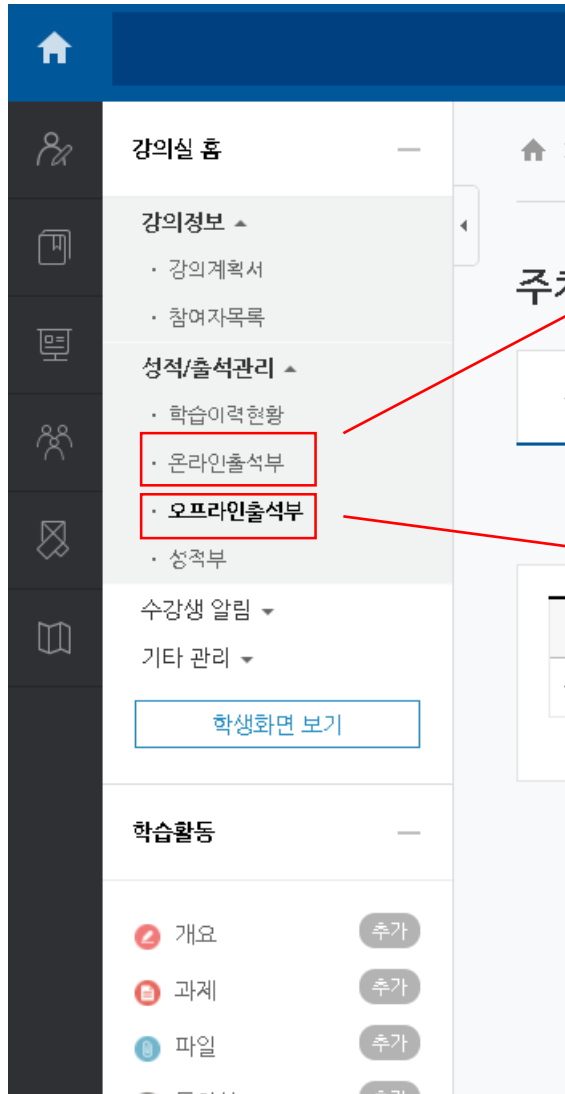 강의실 홈
강의정보
강의계획서
참여자목록
성적/출석관리
학습이력현황
온라인출석부
오프라인출석부
성적부
수강생 알림
기타 관리
학생화면 보기
학습활동
개요 추가
과제 추가
파일 추가